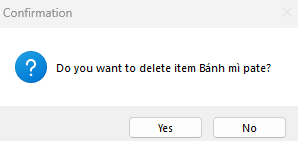 Confirmation
Do you want to delete item Bánh mì pate?
Yes
No